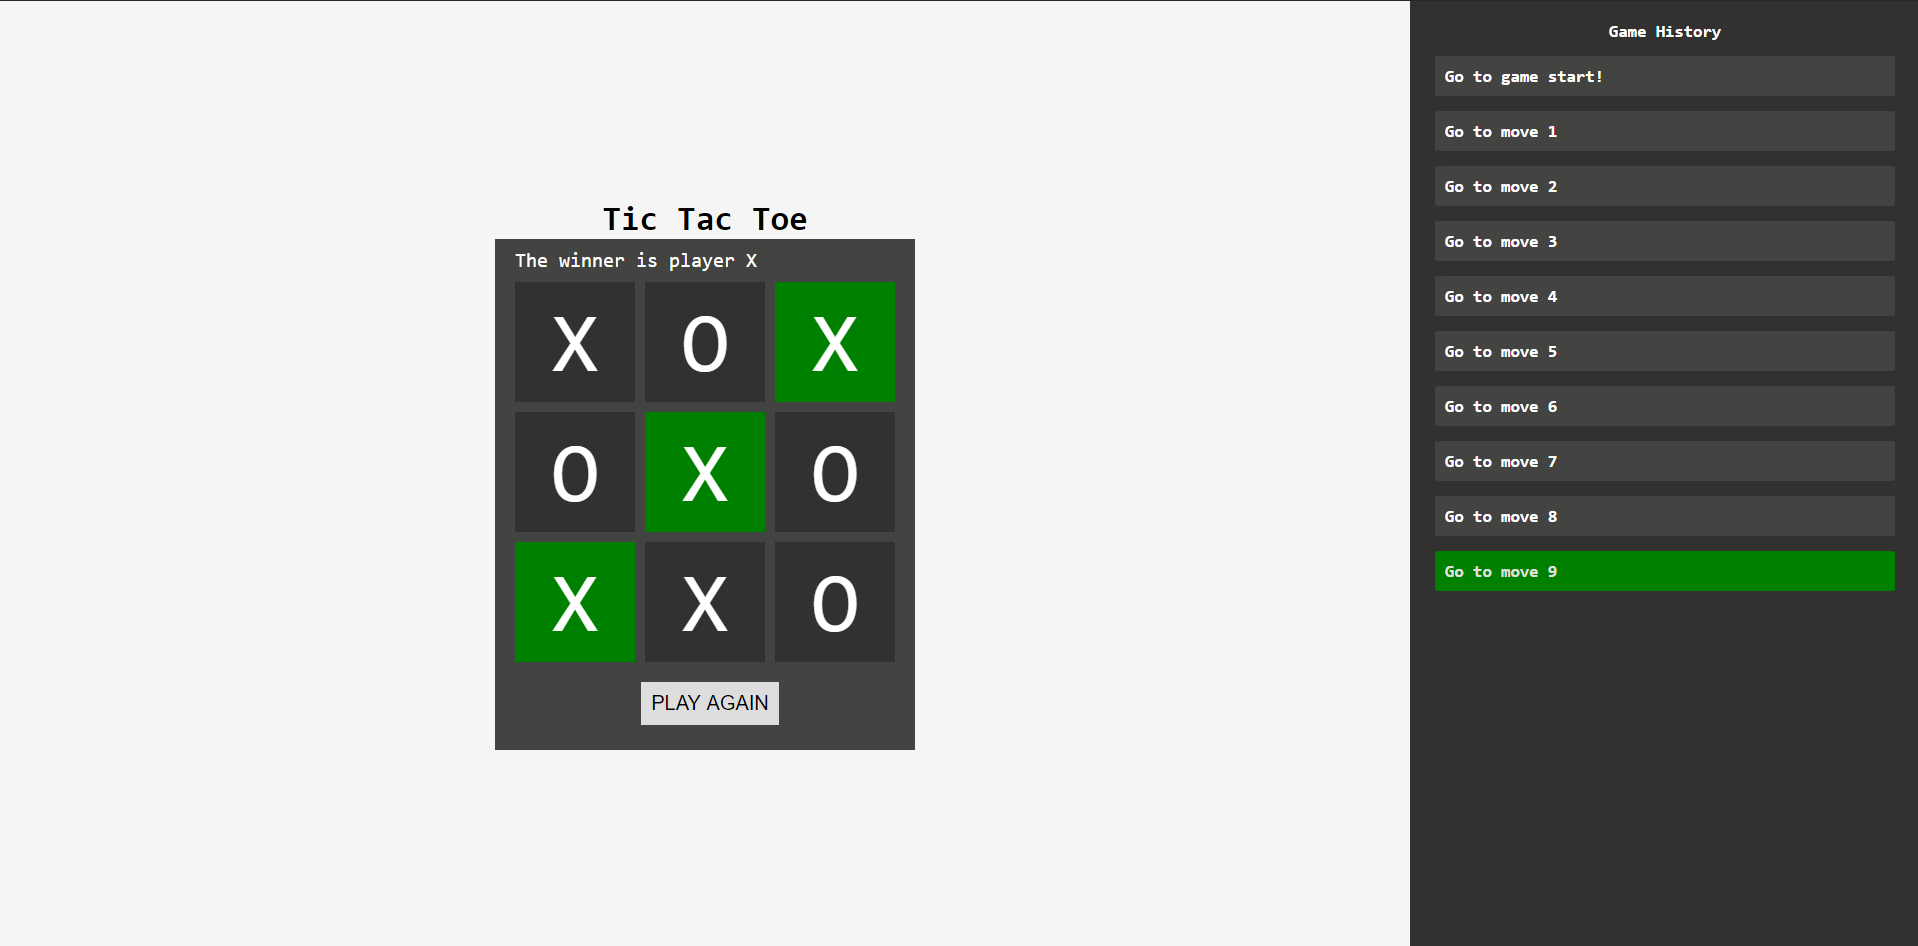 Tic Tac Toe
The winner is player X
X O X
O X O
X X O
PLAY AGAIN
Game History
Go to game start!
Go to move 1
Go to move 2
Go to move 3
Go to move 4
Go to move 5
Go to move 6
Go to move 7
Go to move 8
Go to move 9